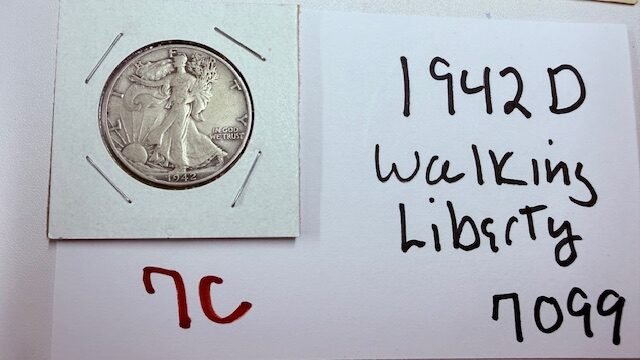 LIBERTY
IN GOD
WE TRUST
1942
1942 D
Walking
Liberty
7C
7099